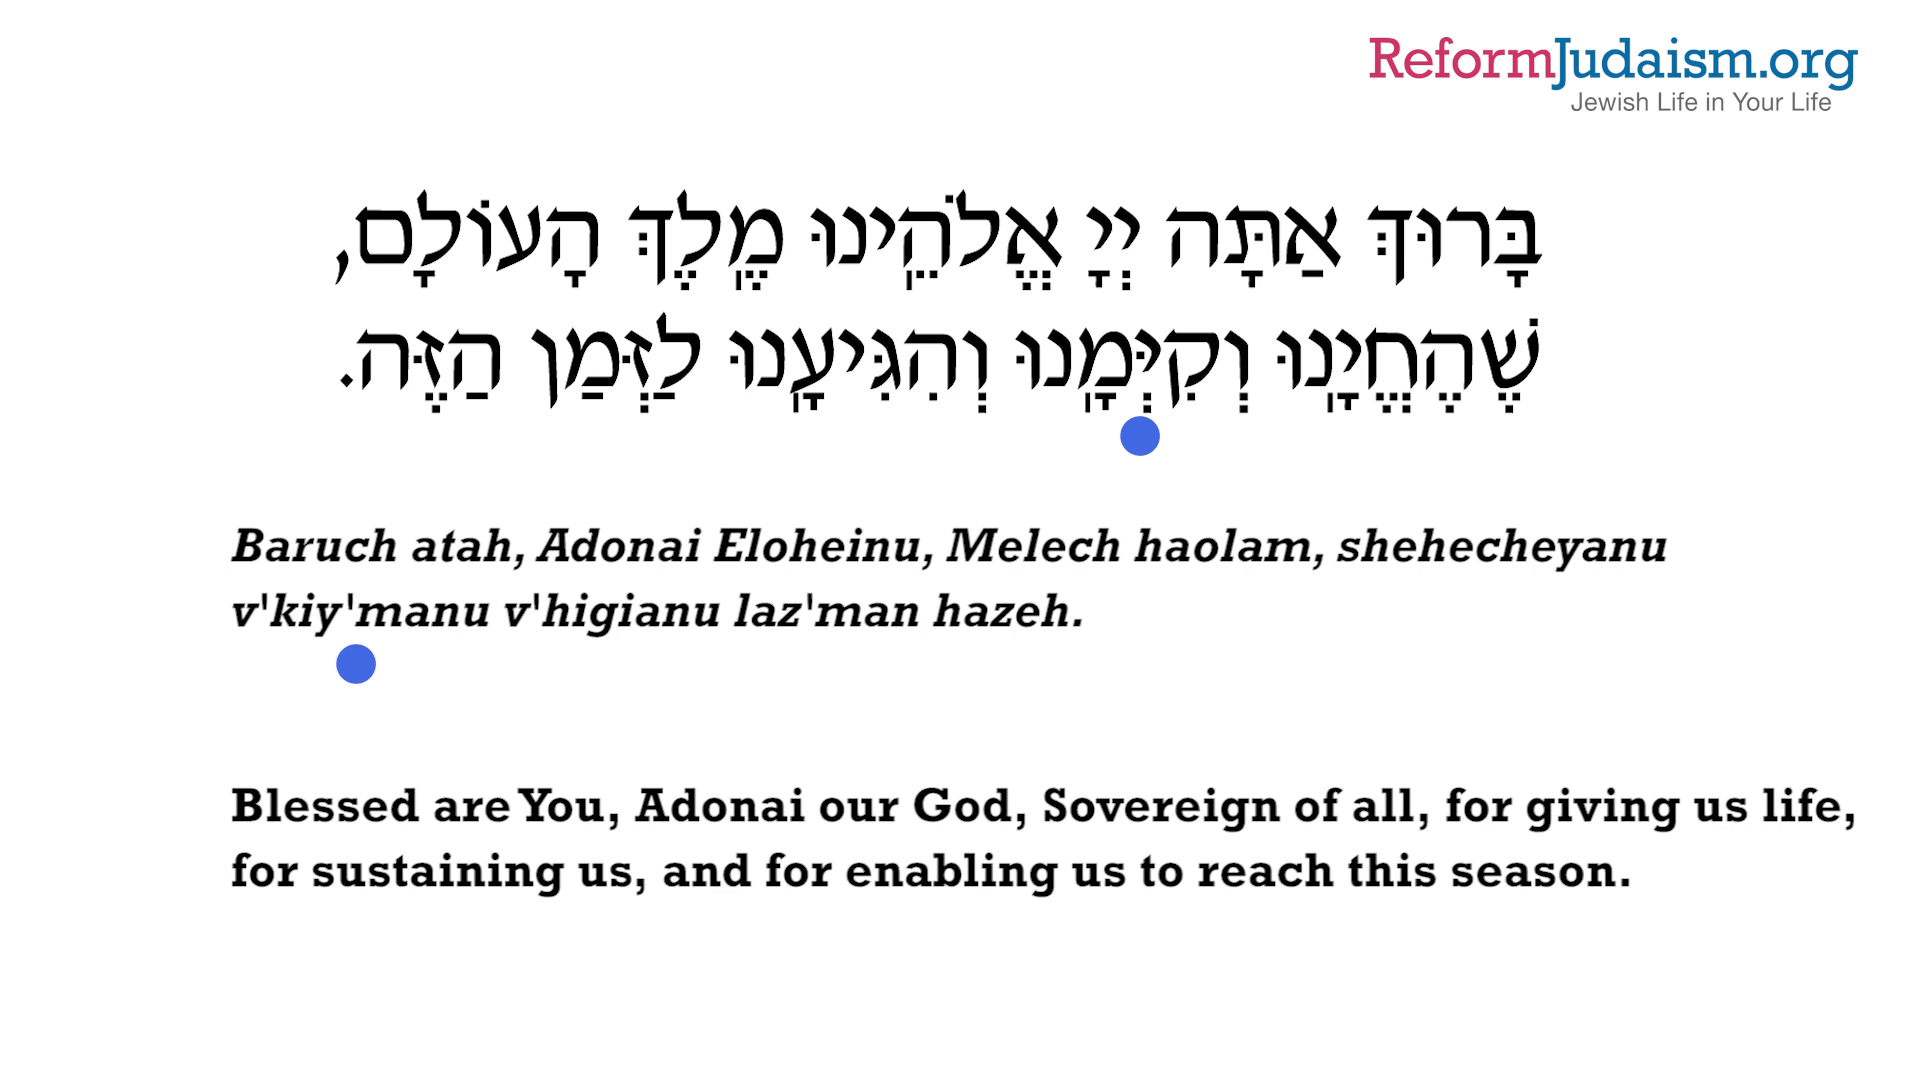 ReformJudaism.org
Jewish Life in Your Life
בָּרוּךְ אַתָּה יְיָ אֱלֹהֵֽינוּ מֶֽלֶךְ הָעוֹלָם,
שֶׁהֶחֱיָֽנוּ וְקִיְּמָֽנוּ וְהִגִּיעָֽנוּ לַזְּמַן הַזֶּה.
Baruch atah, Adonai Eloheinu, Melech haolam, shehecheyanu
v'kiy'manu v'higianu laz'man hazeh.
Blessed are You, Adonai our God, Sovereign of all, for giving us life,
for sustaining us, and for enabling us to reach this season.